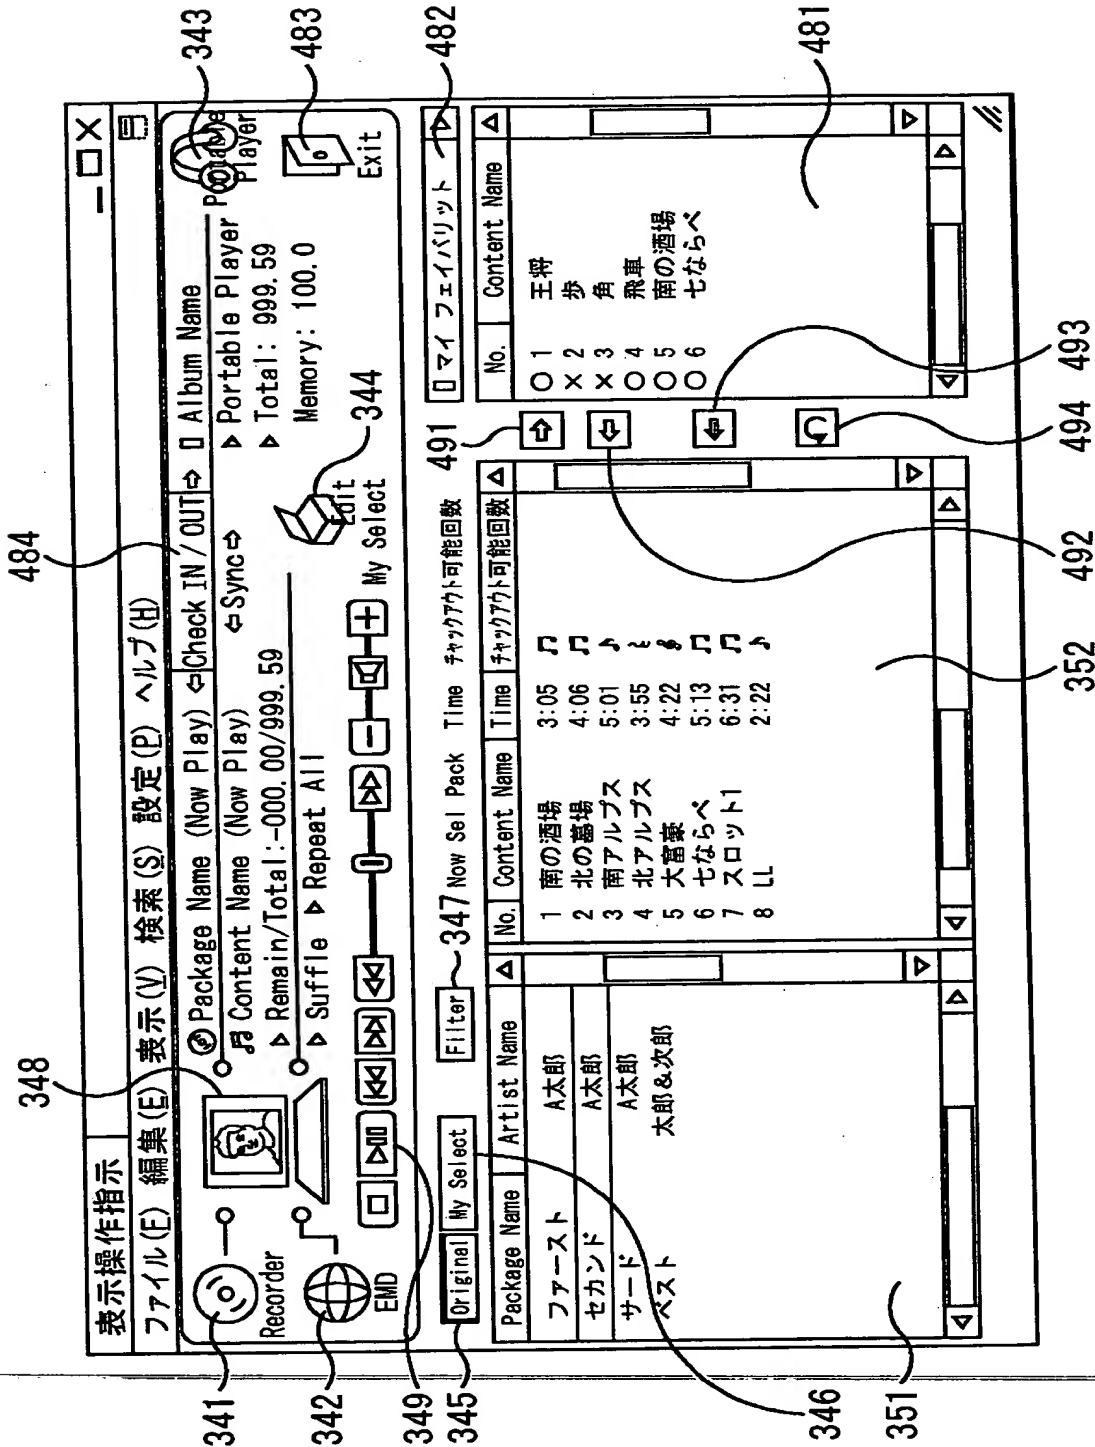 484
348
343
483
482
表示操作指示
ファイル(F) 編集(E) 表示(V) 検索(S) 設定(P) ヘルプ(H)
Package Name (Now Play)
Content Name (Now Play)
Remain/Total:-000.00/999.59
Suffle Repeat All
Check IN / OUT
Sync
Album Name
Portable Player
Total: 999.59
Memory: 100.0
Portable
Player
Exit
Recorder
EMD
Edit
My Select
344
341
342
349
345
Original
My Select
Filter
347
Now Sel Pack Time チャックアウト可能回数
491
マイ フェイバリット
Package Name Artist Name
ファースト A太郎
セカンド A太郎
サード A太郎
ベスト 太郎&次郎
No. Content Name Time チャックアウト可能回数
1 南の酒場 3:05
2 北の墓場 4:06
3 南アルプス 5:01
4 北アルプス 3:55
5 大富豪 4:22
6 七ならべ 5:13
7 スロット1 6:31
8 LL 2:22
No. Content Name
○ 1 王将
× 2 歩
× 3 角
○ 4 飛車
○ 5 南の酒場
○ 6 七ならべ
346
351
352
492
494
493
481